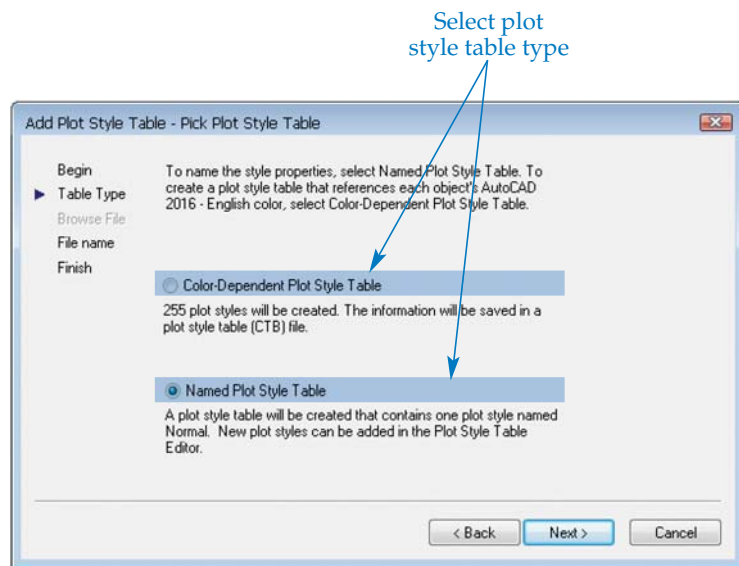 Select plot
style table type
Add Plot Style Table - Pick Plot Style Table
Begin
Table Type
Browse File
File name
Finish
To name the style properties, select Named Plot Style Table. To
create a plot style table that references each object's AutoCAD
2016 - English color, select Color-Dependent Plot Style Table.
Color-Dependent Plot Style Table
255 plot styles will be created. The information will be saved in a
plot style table (CTB) file.
Named Plot Style Table
A plot style table will be created that contains one plot style named
Normal. New plot styles can be added in the Plot Style Table
Editor.
< Back
Next >
Cancel